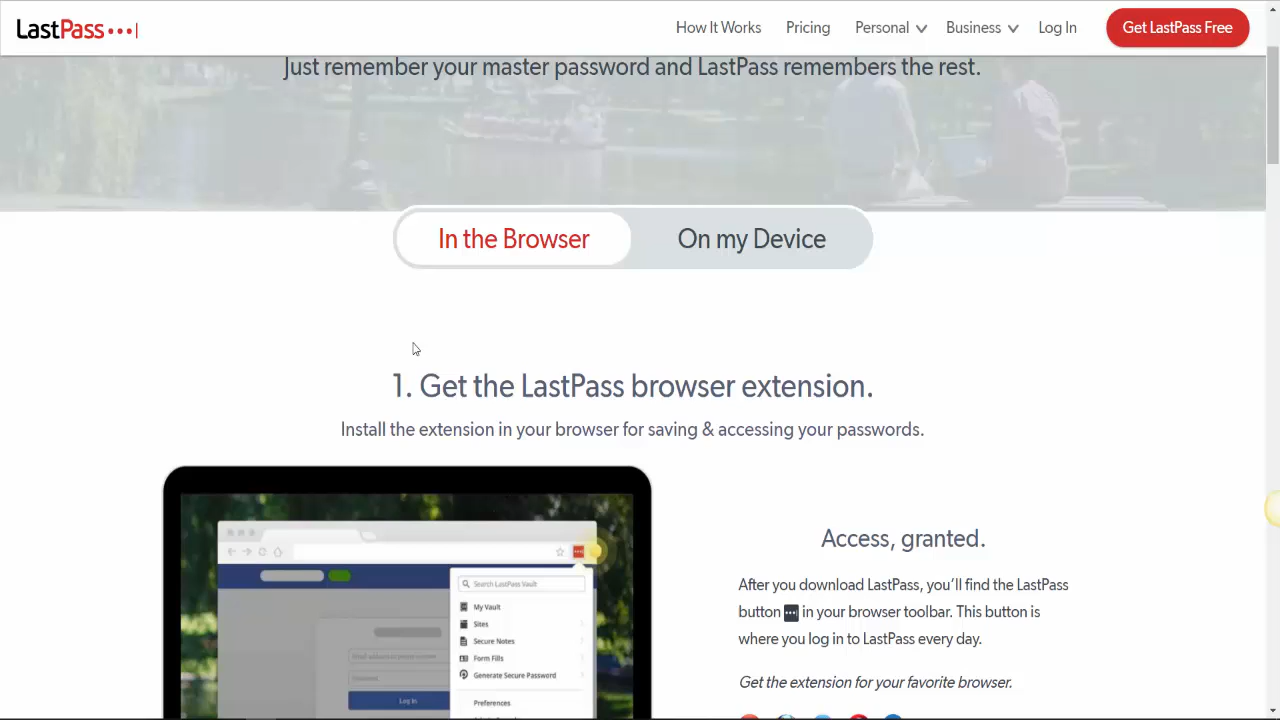 LastPass
How It Works
Pricing
Personal
Business
Log In
Get LastPass Free
Just remember your master password and LastPass remembers the rest.
In the Browser
On my Device
1. Get the LastPass browser extension.
Install the extension in your browser for saving & accessing your passwords.
Search LastPass Vault
My Vault
Sites
Secure Notes
Form Fills
Generate Secure Password
Preferences
Log In
Access, granted.
After you download LastPass, you'll find the LastPass
button in your browser toolbar. This button is
where you log in to LastPass every day.
Get the extension for your favorite browser.